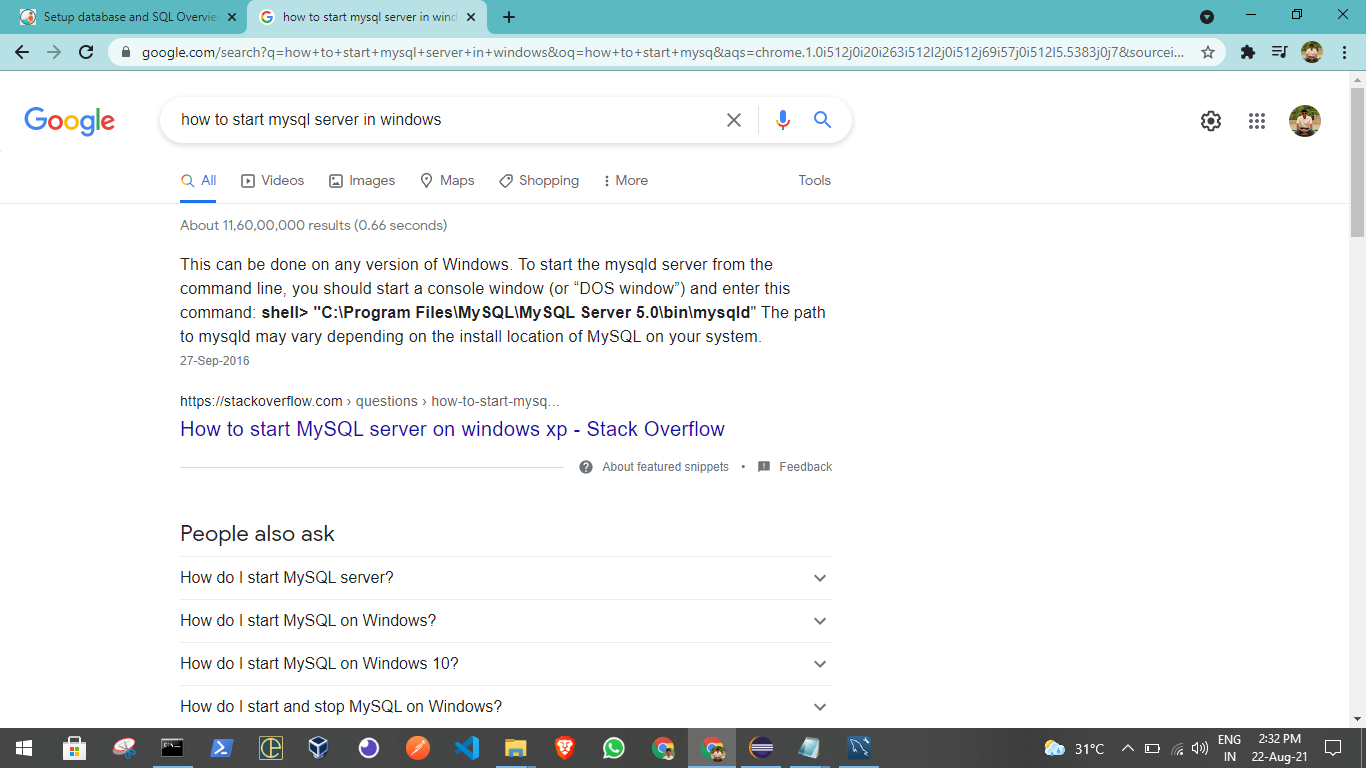 Setup database and SQL Overvie
how to start mysql server in wind
google.com/search?q=how+to+start+mysql+server+in+windows&oq=how+to+start+mysq&aqs=chrome.1.0i512j0i20i263i512l2j0i512j69i57j0i512l5.5383j0j7&sourcei...
Google
how to start mysql server in windows
All
Videos
Images
Maps
Shopping
More
Tools
About 11,60,00,000 results (0.66 seconds)
This can be done on any version of Windows. To start the mysqld server from the
command line, you should start a console window (or “DOS window”) and enter this
command: shell> "C:\Program Files\MySQL\MySQL Server 5.0\bin\mysqld" The path
to mysqld may vary depending on the install location of MySQL on your system.
27-Sep-2016
https://stackoverflow.com › questions › how-to-start-mysq...
How to start MySQL server on windows xp - Stack Overflow
About featured snippets • Feedback
People also ask
How do I start MySQL server?
How do I start MySQL on Windows?
How do I start MySQL on Windows 10?
How do I start and stop MySQL on Windows?
31°C
ENG
IN
2:32 PM
22-Aug-21